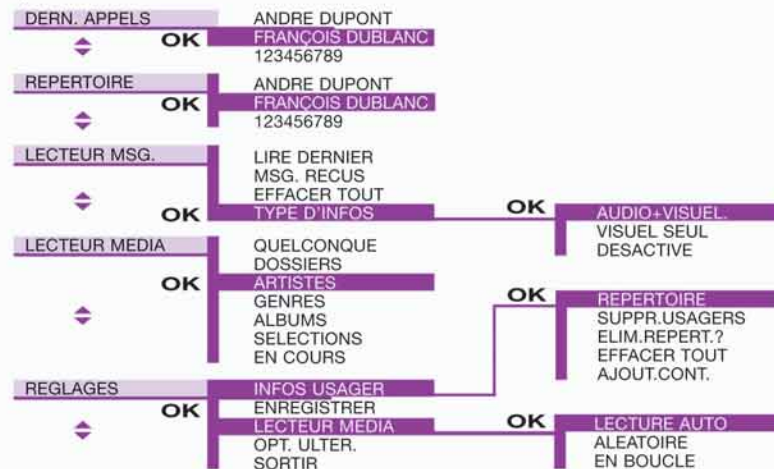 DERN. APPELS
OK
ANDRE DUPONT
FRANÇOIS DUBLANC
123456789
REPERTOIRE
OK
ANDRE DUPONT
FRANÇOIS DUBLANC
123456789
LECTEUR MSG.
OK
LIRE DERNIER
MSG. RECUS
EFFACER TOUT
TYPE D'INFOS
OK
AUDIO+VISUEL.
VISUEL SEUL
DESACTIVE
LECTEUR MEDIA
OK
QUELCONQUE
DOSSIERS
ARTISTES
GENRES
ALBUMS
SELECTIONS
EN COURS
REGLAGES
OK
INFOS USAGER
ENREGISTRER
LECTEUR MEDIA
OPT. ULTER.
SORTIR
OK
REPERTOIRE
SUPPR.USAGERS
ELIM.REPERT.?
EFFACER TOUT
AJOUT.CONT.
OK
LECTURE AUTO
ALEATOIRE
EN BOUCLE